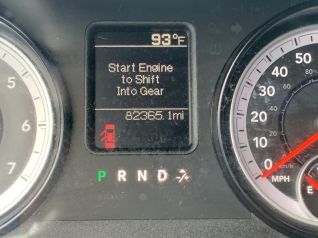 93°F
Start Engine
to Shift
Into Gear
82365.1mi
P R N D
5
6
7
50
40
30
20
10
0
MPH
km/h
E